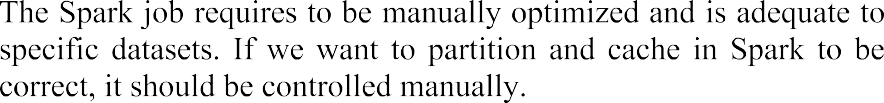 The Spark job requires to be manually optimized and is adequate to
specific datasets. If we want to partition and cache in Spark to be
correct, it should be controlled manually.